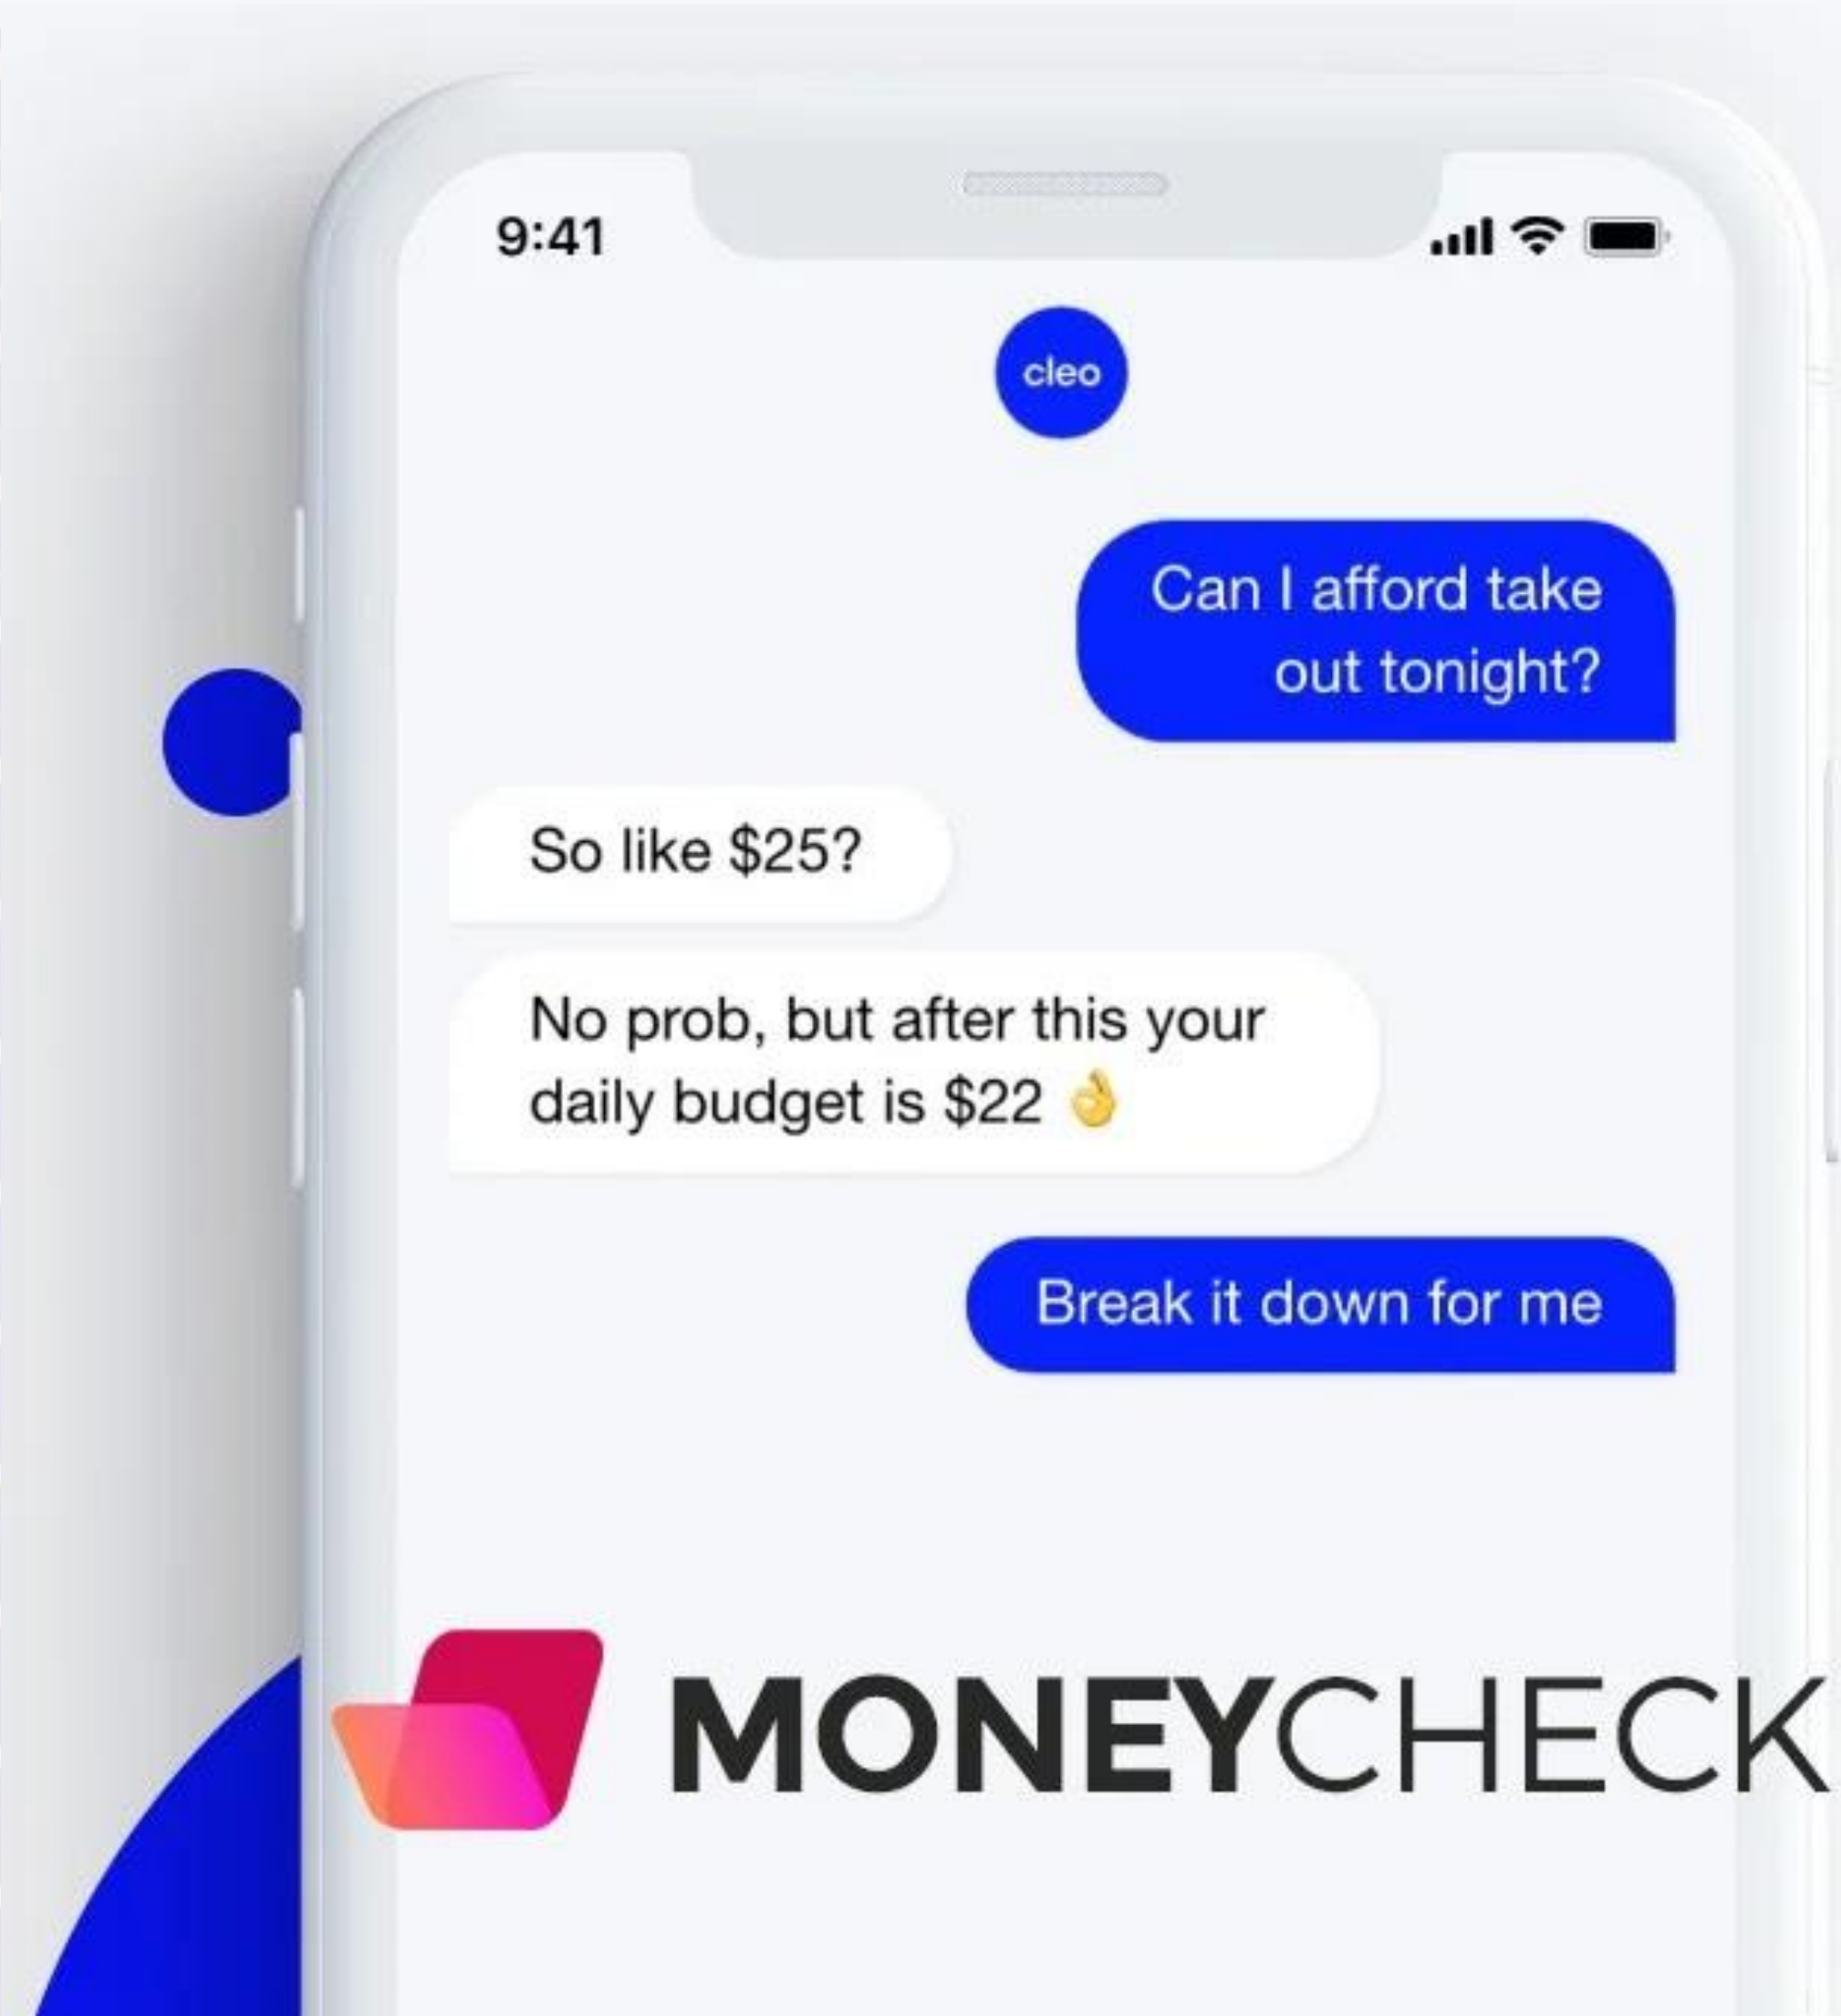 9:41
cleo
Can I afford take
out tonight?
So like $25?
No prob, but after this your
daily budget is $22 👌
Break it down for me
MONEYCHECK